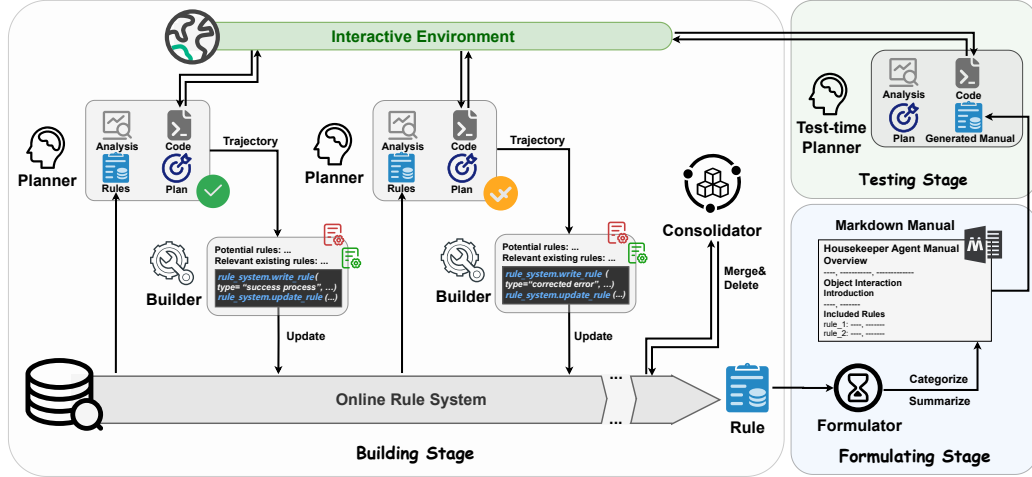 Interactive Environment
Analysis
Code
Rules
Plan
Planner
Trajectory
Builder
Potential rules: ...
Relevant existing rules: ...
rule_system.write_rule(
type= "success process", ...)
rule_system.update_rule(...)
Update
Analysis
Code
Rules
Plan
Planner
Trajectory
Builder
Potential rules: ...
Relevant existing rules: ...
rule_system.write_rule(
type="corrected error", ...)
rule_system.update_rule(...)
Update
Consolidator
Merge&
Delete
Online Rule System
...
...
Rule
Building Stage
Analysis
Code
Plan
Generated Manual
Test-time
Planner
Testing Stage
Markdown Manual
Housekeeper Agent Manual
Overview
----, -----------, -------------
Object Interaction
Introduction
----, -------
Included Rules
rule_1: ----, -------
rule_2: ----, -------
Formulator
Categorize
Summarize
Formulating Stage